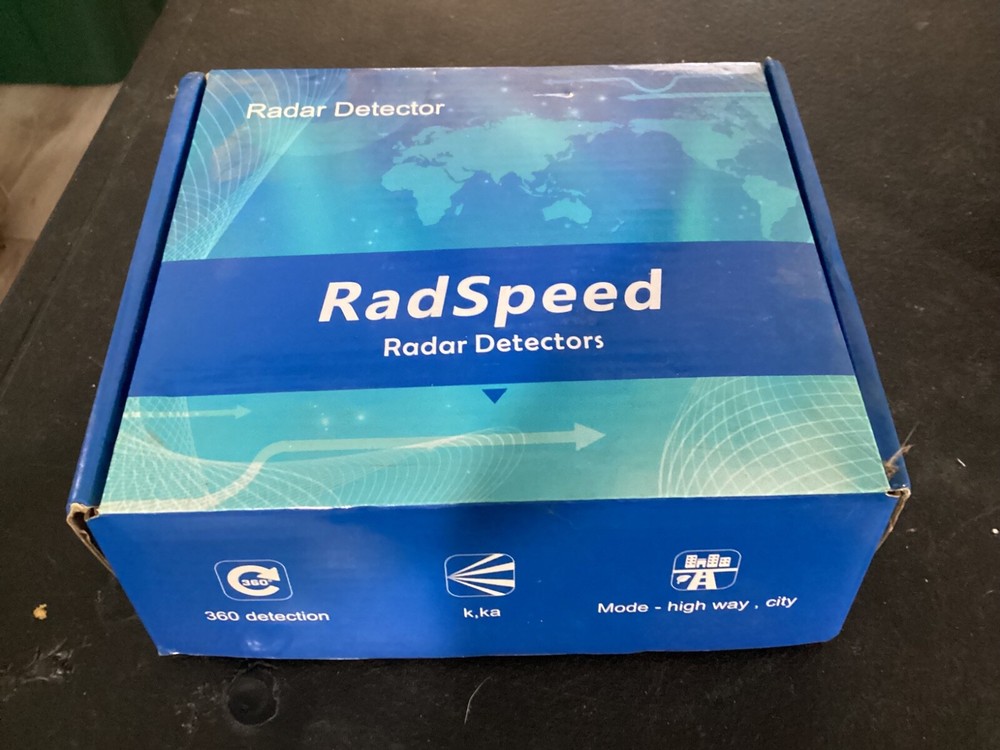 Radar Detector
RadSpeed
Radar Detectors
360°
360 detection
k,ka
Mode - high way , city